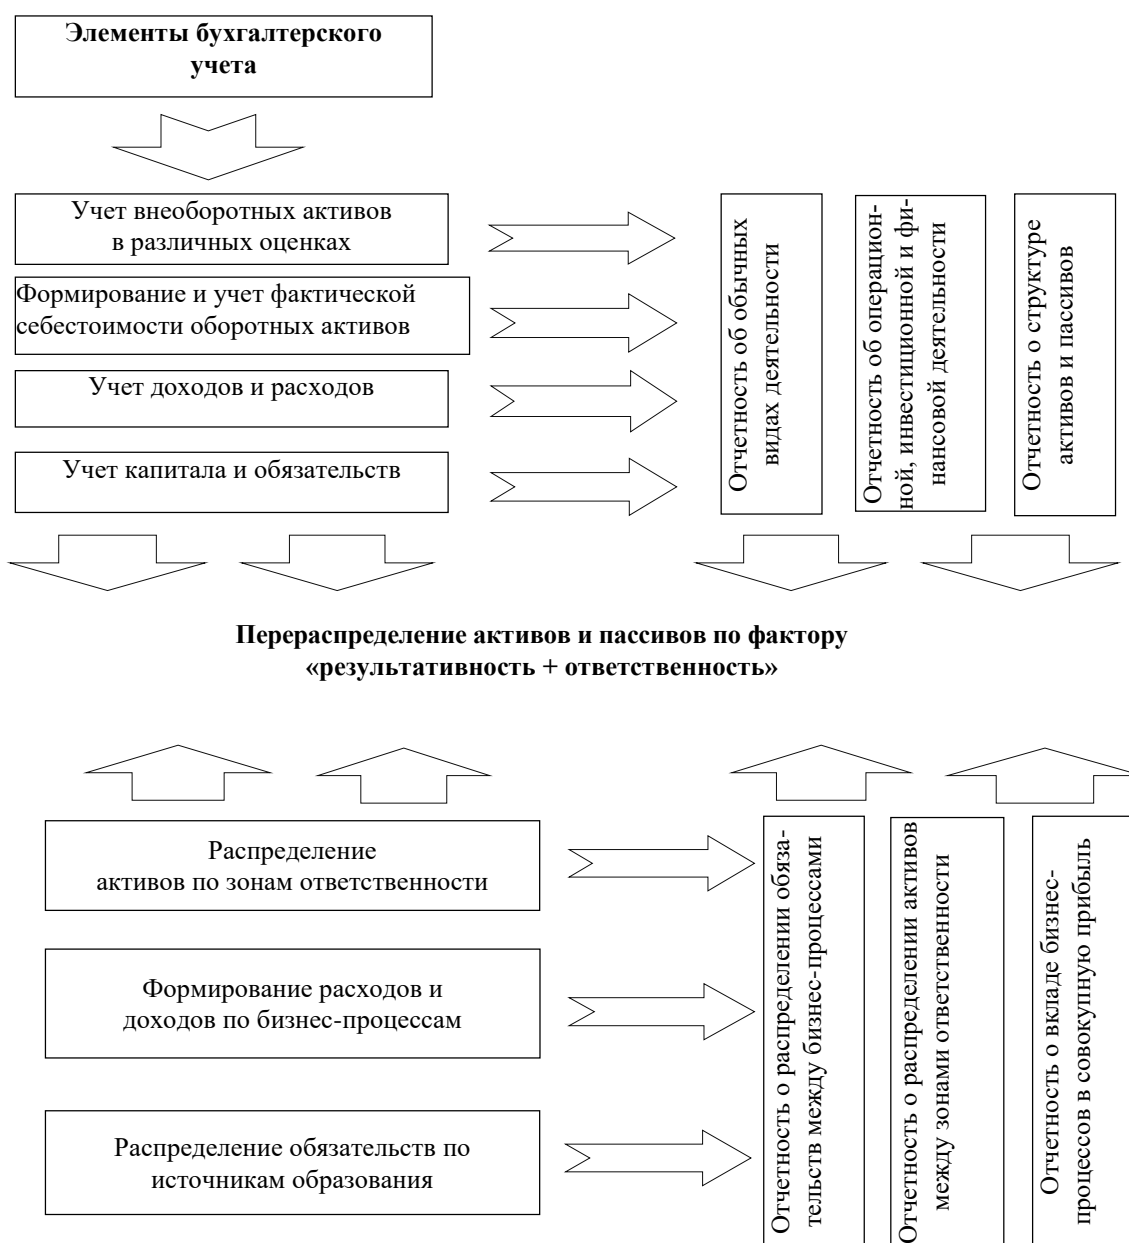 Элементы бухгалтерского
учета
Учет внеоборотных активов
в различных оценках
Формирование и учет фактической
себестоимости оборотных активов
Учет доходов и расходов
Учет капитала и обязательств
Отчетность об обычных
видах деятельности
Отчетность об операцион-
ной, инвестиционной и фи-
нансовой деятельности
Отчетность о структуре
активов и пассивов
Перераспределение активов и пассивов по фактору
«результативность + ответственность»
Распределение
активов по зонам ответственности
Формирование расходов и
доходов по бизнес-процессам
Распределение обязательств по
источникам образования
Отчетность о распределении обяза-
тельств между бизнес-процессами
Отчетность о распределении активов
между зонами ответственности
Отчетность о вкладе бизнес-
процессов в совокупную прибыль